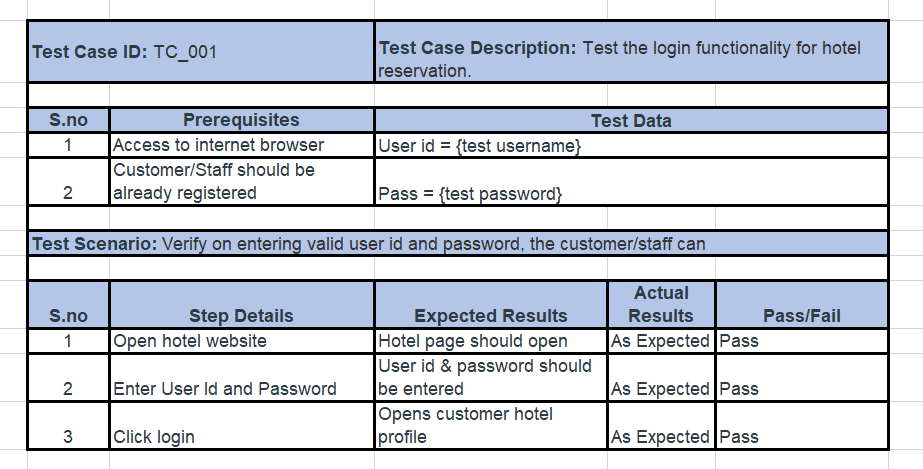 Test Case ID: TC_001
Test Case Description: Test the login functionality for hotel
reservation.
S.no Prerequisites Test Data
1 Access to internet browser User id = {test username}
Customer/Staff should be
2 already registered Pass = {test password}
Test Scenario: Verify on entering valid user id and password, the customer/staff can
Actual
S.no Step Details Expected Results Results Pass/Fail
1 Open hotel website Hotel page should open As Expected Pass
User id & password should
2 Enter User Id and Password be entered As Expected Pass
Opens customer hotel
3 Click login profile As Expected Pass